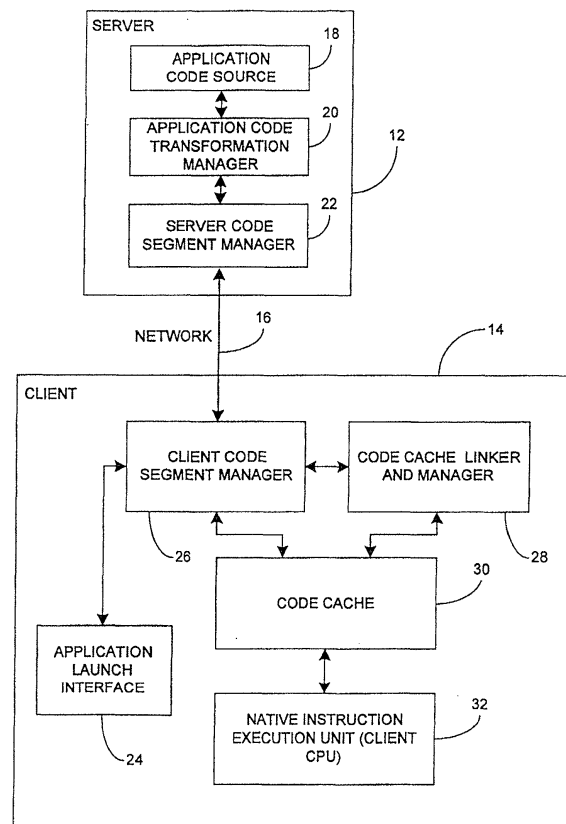 SERVER
18
APPLICATION
CODE SOURCE
20
APPLICATION CODE
TRANSFORMATION
MANAGER
12
22
SERVER CODE
SEGMENT MANAGER
NETWORK
16
14
CLIENT
CLIENT CODE
SEGMENT MANAGER
CODE CACHE LINKER
AND MANAGER
26
28
30
CODE CACHE
APPLICATION
LAUNCH
INTERFACE
24
32
NATIVE INSTRUCTION
EXECUTION UNIT (CLIENT
CPU)